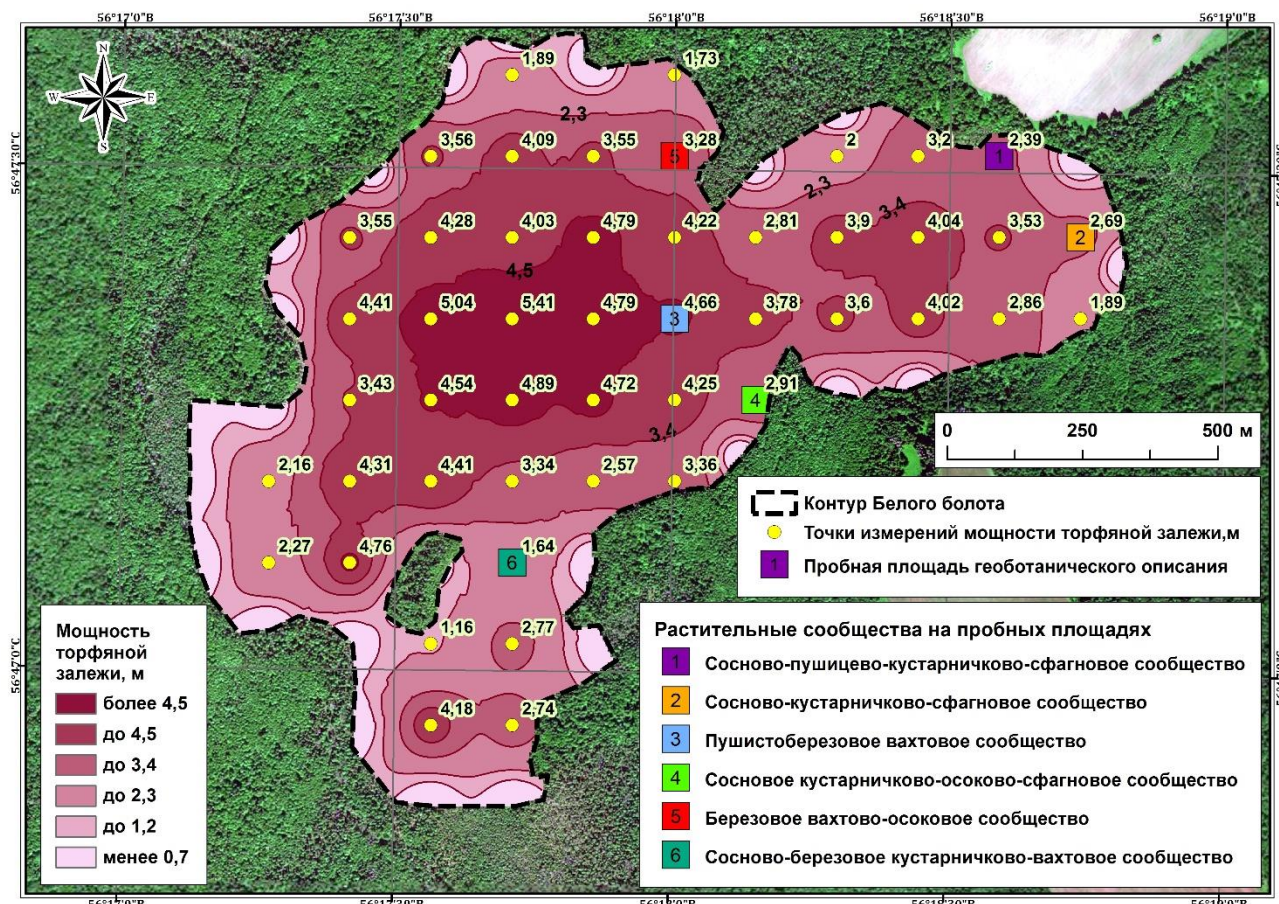 56°17'0"В 56°17'30"В 56°18'0"В 56°18'30"В 56°19'0"В
N
W E
S
1,89 1,73
2,3
3,56 4,09 3,55 3,28 2 3,2 2,39
5 1
56°47'30"С
2,3
3,4
3,55 4,28 4,03 4,79 4,22 2,81 3,9 4,04 3,53 2,69
2
4,5
4,41 5,04 5,41 4,79 4,66 3,78 3,6 4,02 2,86 1,89
3
3,43 4,54 4,89 4,72 4,25 2,91
4
3,4
2,16 4,31 4,41 3,34 2,57 3,36
2,27 4,76 1,64
6
1,16 2,77
4,18 2,74
0 250 500 м
Контур Белого болота
Точки измерений мощности торфяной залежи,м
1 Пробная площадь геоботанического описания
Мощность
торфяной
залежи, м
более 4,5
до 4,5
до 3,4
до 2,3
до 1,2
менее 0,7
Растительные сообщества на пробных площадях
1 Сосново-пушицево-кустарничково-сфагновое сообщество
2 Сосново-кустарничково-сфагновое сообщество
3 Пушистоберезовое вахтовое сообщество
4 Сосновое кустарничково-осоково-сфагновое сообщество
5 Березовое вахтово-осоковое сообщество
6 Сосново-березовое кустарничково-вахтовое сообщество
56°47'0"С